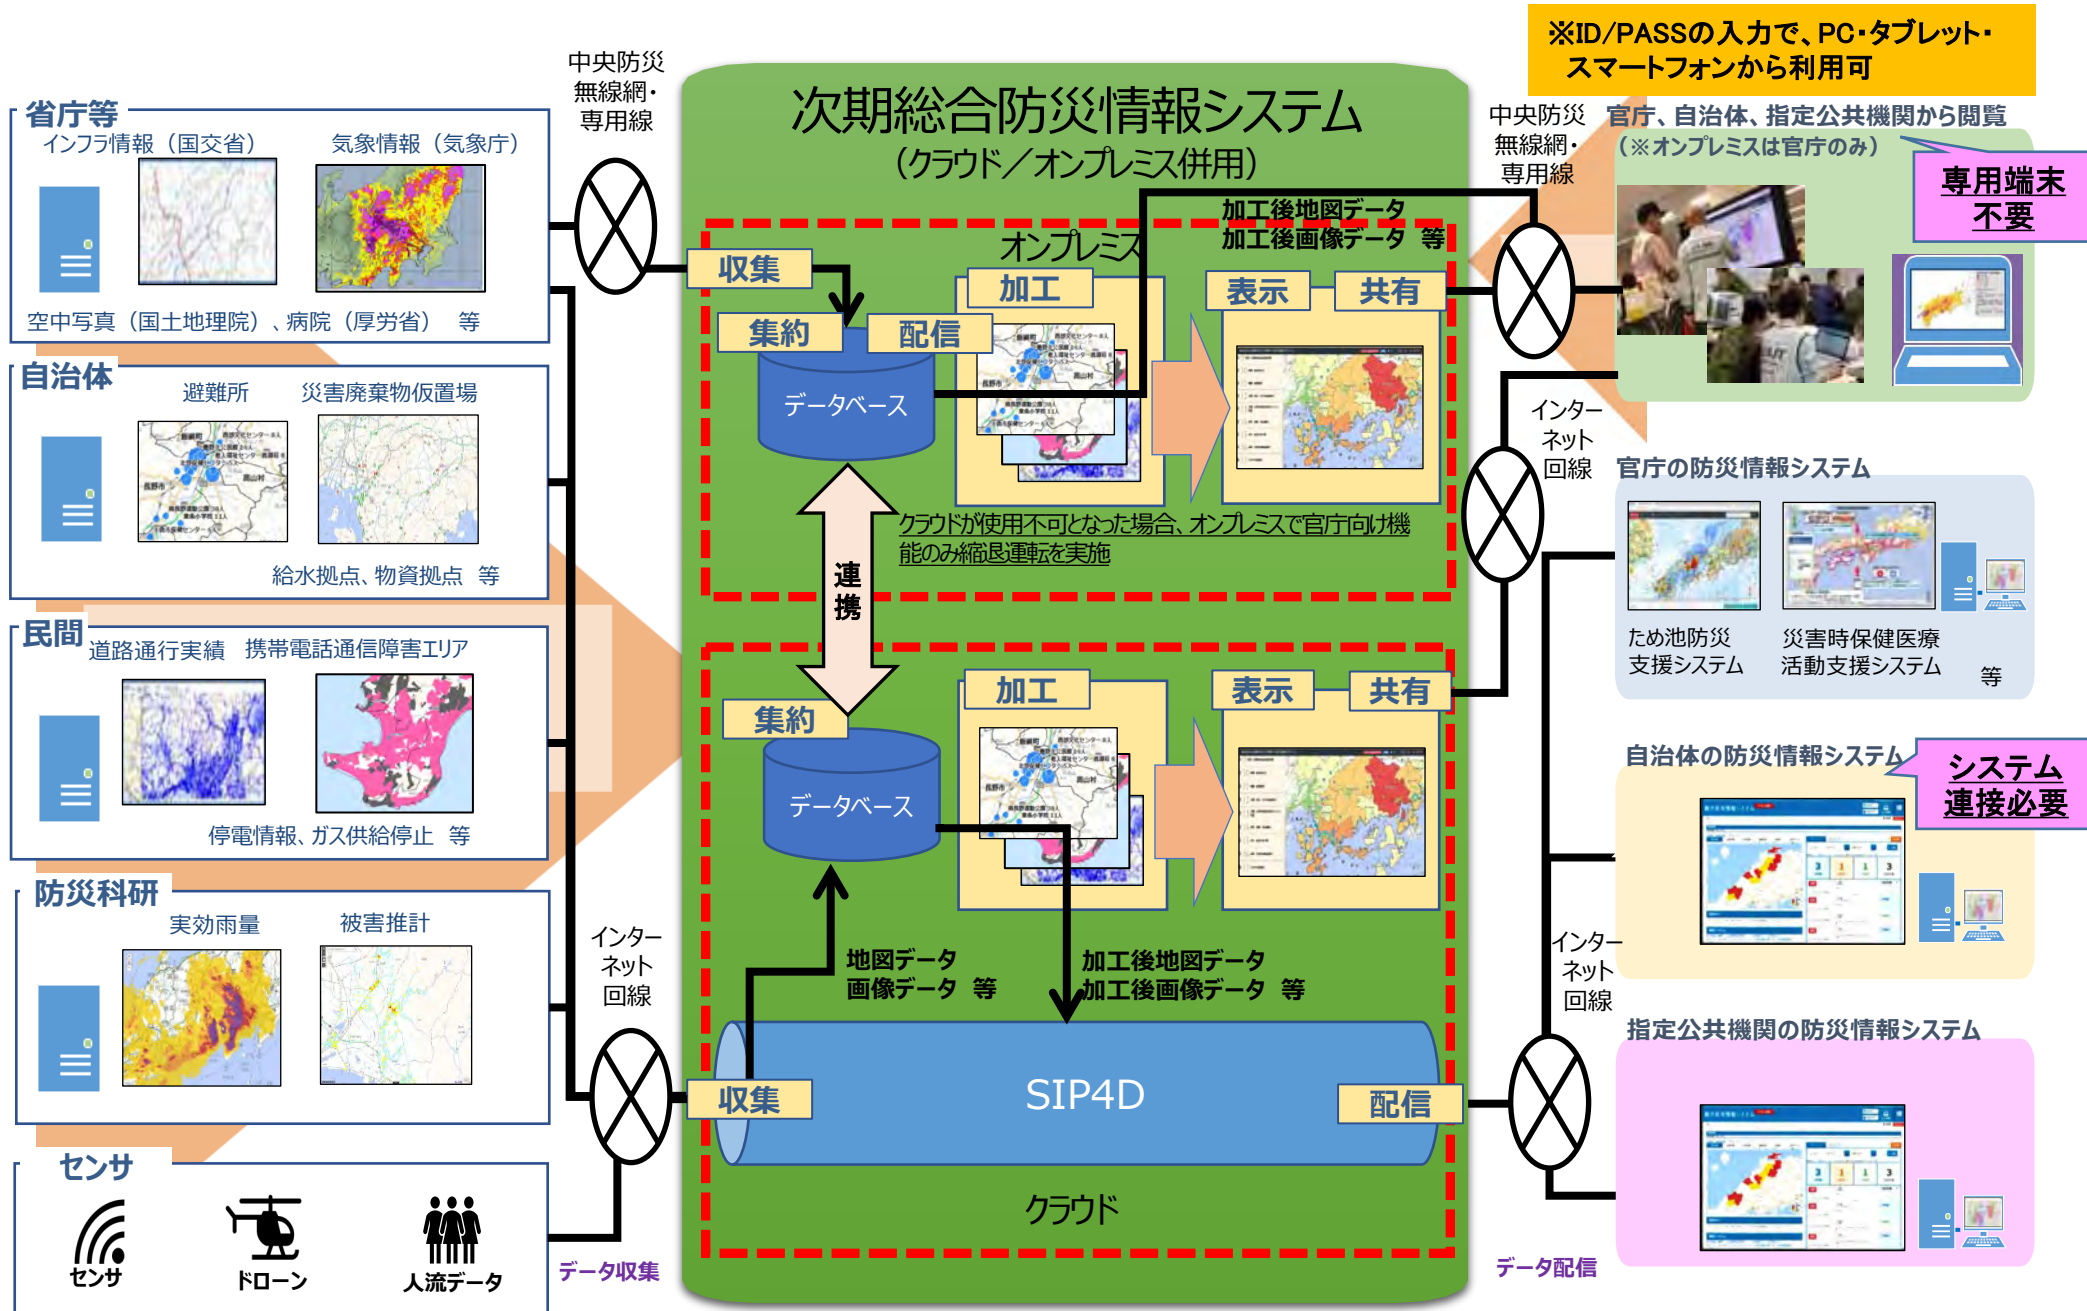 ※ID/PASSの入力で、PC・タブレット・
スマートフォンから利用可
省庁等
インフラ情報（国交省）
気象情報（気象庁）
空中写真（国土地理院）、病院（厚労省）　等
自治体
避難所
災害廃棄物仮置場
給水拠点、物資拠点　等
民間
道路通行実績
携帯電話通信障害エリア
停電情報、ガス供給停止　等
防災科研
実効雨量
被害推計
センサ
センサ
ドローン
人流データ
中央防災
無線網・
専用線
インター
ネット
回線
データ収集
次期総合防災情報システム
（クラウド／オンプレミス併用）
オンプレミス
加工後地図データ
加工後画像データ　等
収集
集約
配信
加工
表示
共有
データベース
クラウドが使用不可となった場合、オンプレミスで官庁向け機
能のみ縮退運転を実施
連
携
集約
加工
表示
共有
データベース
地図データ
画像データ　等
加工後地図データ
加工後画像データ　等
収集
SIP4D
配信
クラウド
中央防災
無線網・
専用線
インター
ネット
回線
インター
ネット
回線
データ配信
官庁、自治体、指定公共機関から閲覧
（※オンプレミスは官庁のみ）
専用端末
不要
官庁の防災情報システム
ため池防災
支援システム
災害時保健医療
活動支援システム
等
自治体の防災情報システム
システム
連接必要
指定公共機関の防災情報システム